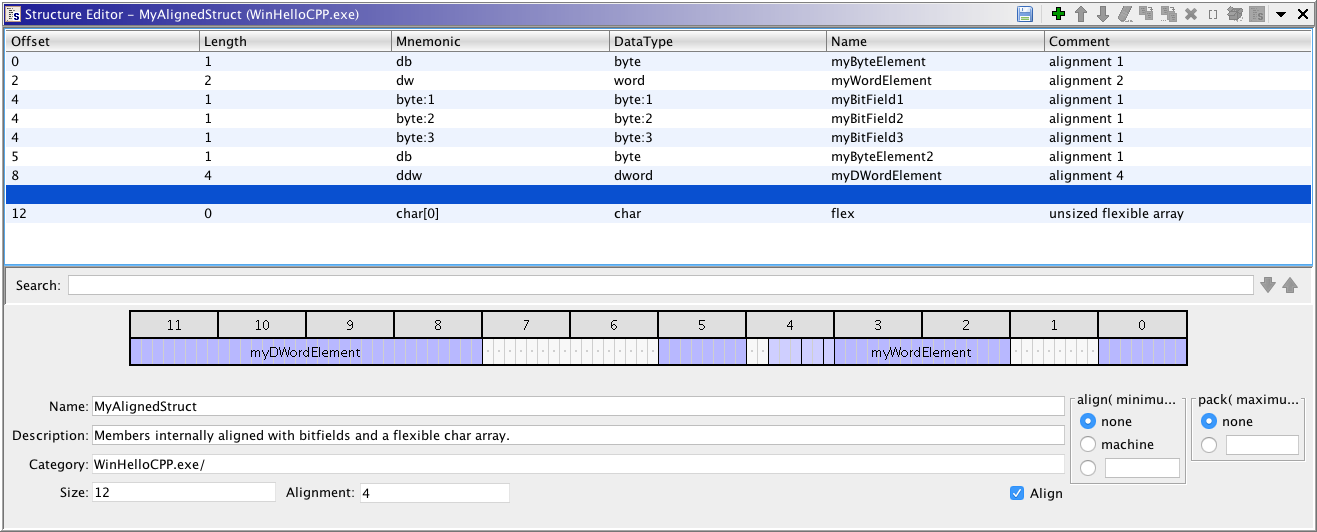 Structure Editor – MyAlignedStruct (WinHelloCPP.exe)
Offset Length Mnemonic DataType Name Comment
0 1 db byte myByteElement alignment 1
2 2 dw word myWordElement alignment 2
4 1 byte:1 byte:1 myBitField1 alignment 1
4 1 byte:2 byte:2 myBitField2 alignment 1
4 1 byte:3 byte:3 myBitField3 alignment 1
5 1 db byte myByteElement2 alignment 1
8 4 ddw dword myDWordElement alignment 4
12 0 char[0] char flex unsized flexible array
Search:
11 10 9 8 7 6 5 4 3 2 1 0
myDWordElement myWordElement
Name: MyAlignedStruct
Description: Members internally aligned with bitfields and a flexible char array.
Category: WinHelloCPP.exe/
Size: 12 Alignment: 4
align( minimu...
none
machine
pack( maximu...
none
Align